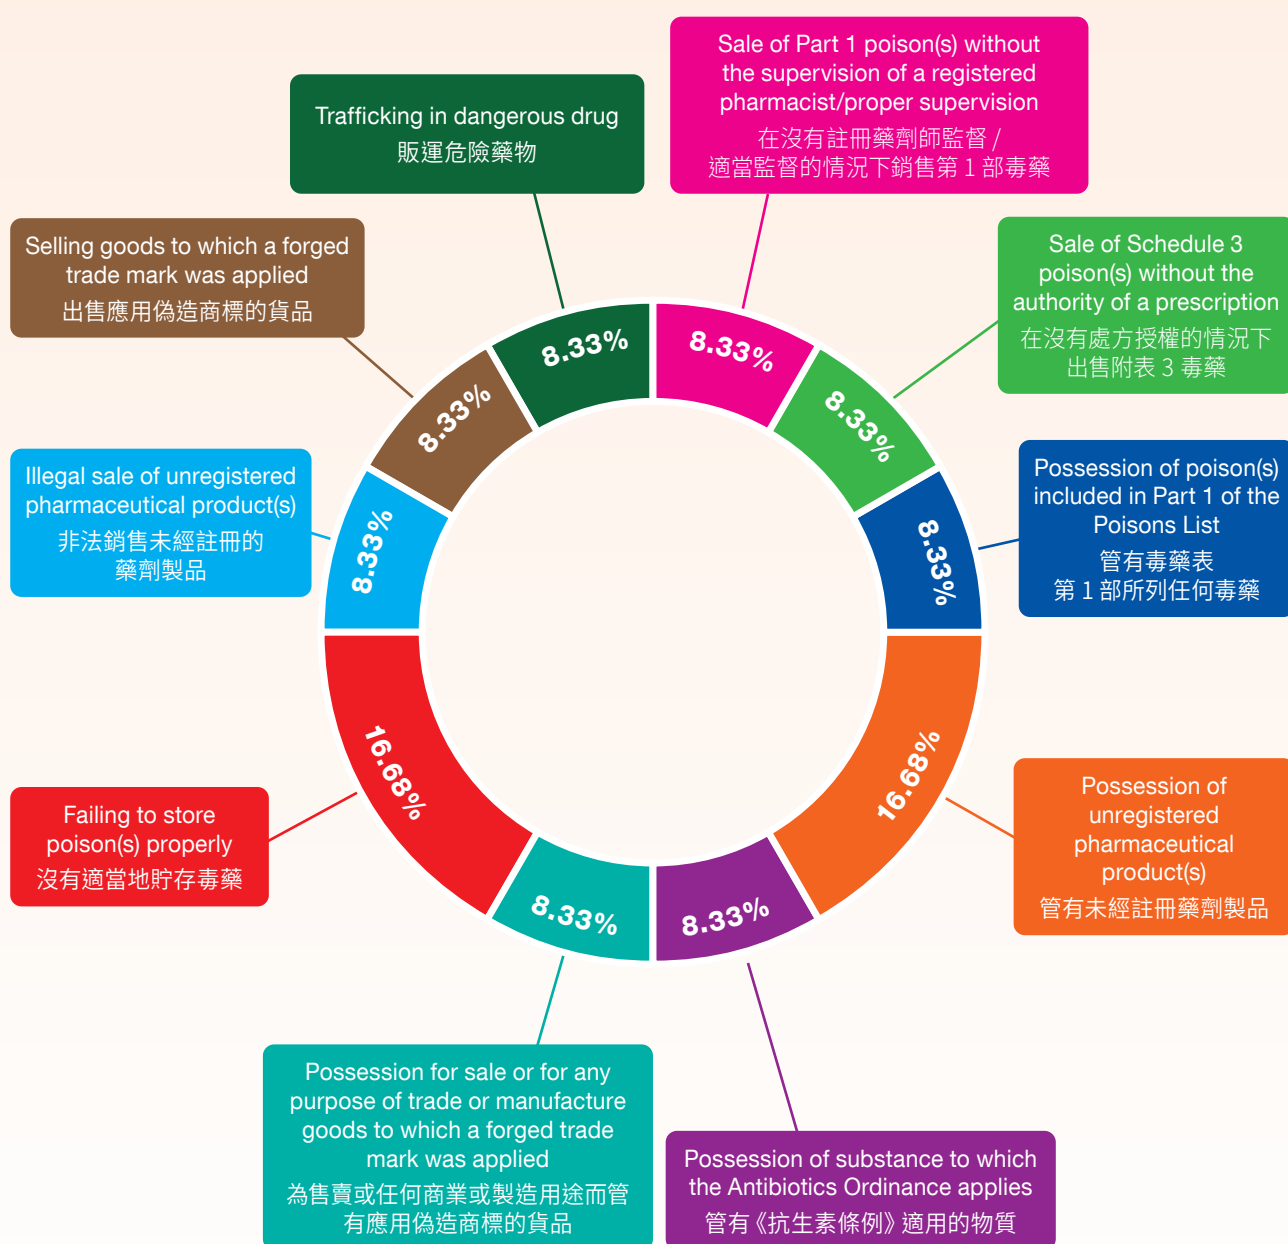 Sale of Part 1 poison(s) without
the supervision of a registered
pharmacist/proper supervision
在沒有註冊藥劑師監督 /
適當監督的情況下銷售第 1 部毒藥
Trafficking in dangerous drug
販運危險藥物
Selling goods to which a forged
trade mark was applied
出售應用偽造商標的貨品
Sale of Schedule 3
poison(s) without the
authority of a prescription
在沒有處方授權的情況下
出售附表 3 毒藥
8.33%
8.33%
8.33%
8.33%
Illegal sale of unregistered
pharmaceutical product(s)
非法銷售未經註冊的
藥劑製品
8.33%
8.33%
Possession of poison(s)
included in Part 1 of the
Poisons List
管有毒藥表
第 1 部所列任何毒藥
Failing to store
poison(s) properly
沒有適當地貯存毒藥
16.68%
16.68%
Possession of
unregistered
pharmaceutical
product(s)
管有未經註冊藥劑製品
8.33%
8.33%
Possession for sale or for any
purpose of trade or manufacture
goods to which a forged trade
mark was applied
為售賣或任何商業或製造用途而管
有應用偽造商標的貨品
Possession of substance to which
the Antibiotics Ordinance applies
管有《抗生素條例》適用的物質